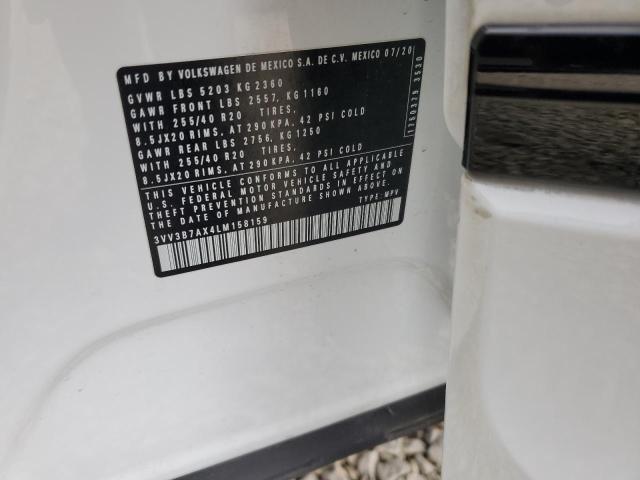 MFD BY VOLKSWAGEN DE MEXICO S.A. DE C.V. MEXICO 07/20
GVWR LBS 5203 KG 2360
GAWR FRONT LBS 2557, KG 1160
WITH 255/40 R20 TIRES.
8.5JX20 RIMS, AT 290 KPA, 42 PSI COLD
GAWR REAR LBS 2756, KG 1250
WITH 255/40 R20 TIRES.
8.5JX20 RIMS, AT 290 KPA, 42 PSI COLD
THIS VEHICLE CONFORMS TO ALL APPLICABLE
U.S. FEDERAL MOTOR VEHICLE SAFETY AND
THEFT PREVENTION STANDARDS IN EFFECT ON
THE DATE OF MANUFACTURE SHOWN ABOVE.
3VV3B7AX4LM158159 TYPE: MPV
1750329 3530